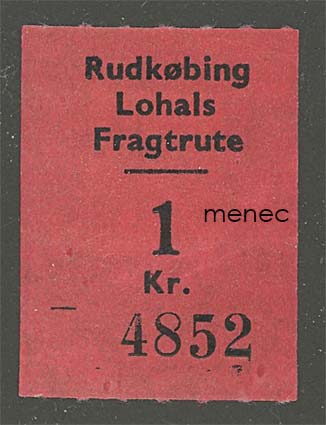 Rudkøbing
Lohals
Fragtrute
1
menec
Kr.
4852